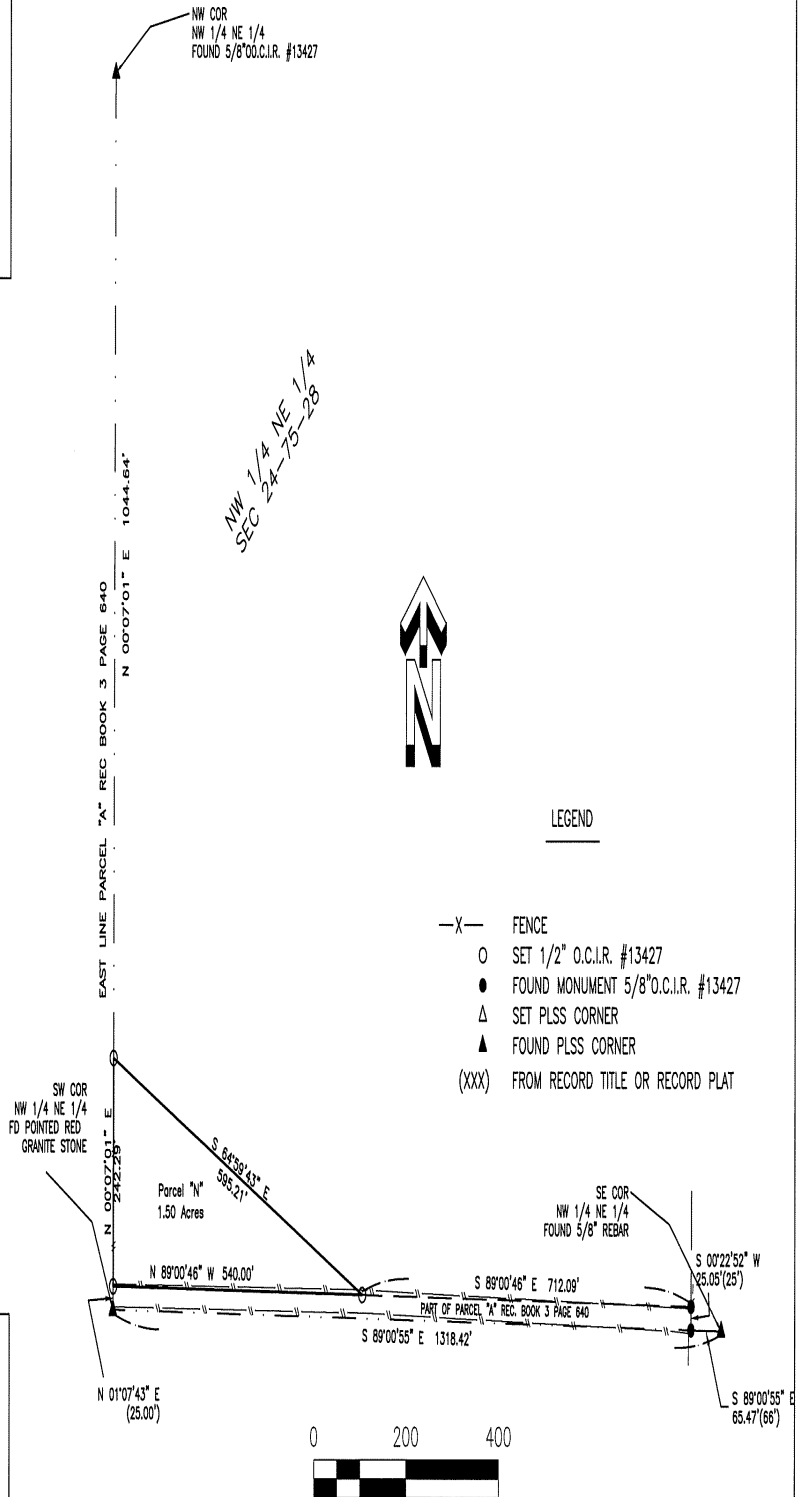 NW COR
NW 1/4 NE 1/4
FOUND 5/8"OO.C.I.R. #13427
NW 1/4 NE 1/4
SEC 24-75-28
EAST LINE PARCEL "A" REC BOOK 3 PAGE 640
N 00°07'01" E 1044.64'
N
LEGEND
—X— FENCE
SET 1/2" O.C.I.R. #13427
FOUND MONUMENT 5/8"O.C.I.R. #13427
SET PLSS CORNER
FOUND PLSS CORNER
(XXX) FROM RECORD TITLE OR RECORD PLAT
SW COR
NW 1/4 NE 1/4
FD POINTED RED
GRANITE STONE
N 00°07'01" E
242.29'
S 64°59'43" E
595.21'
Parcel "N"
1.50 Acres
SE COR
NW 1/4 NE 1/4
FOUND 5/8" REBAR
S 00°22'52" W
25.05'(25')
N 89°00'46" W 540.00'
S 89°00'46" E 712.09'
PART OF PARCEL "A" REC. BOOK 3 PAGE 640
S 89°00'55" E 1318.42'
N 01°07'43" E
(25.00')
S 89°00'55" E
65.47'(66')
0 200 400